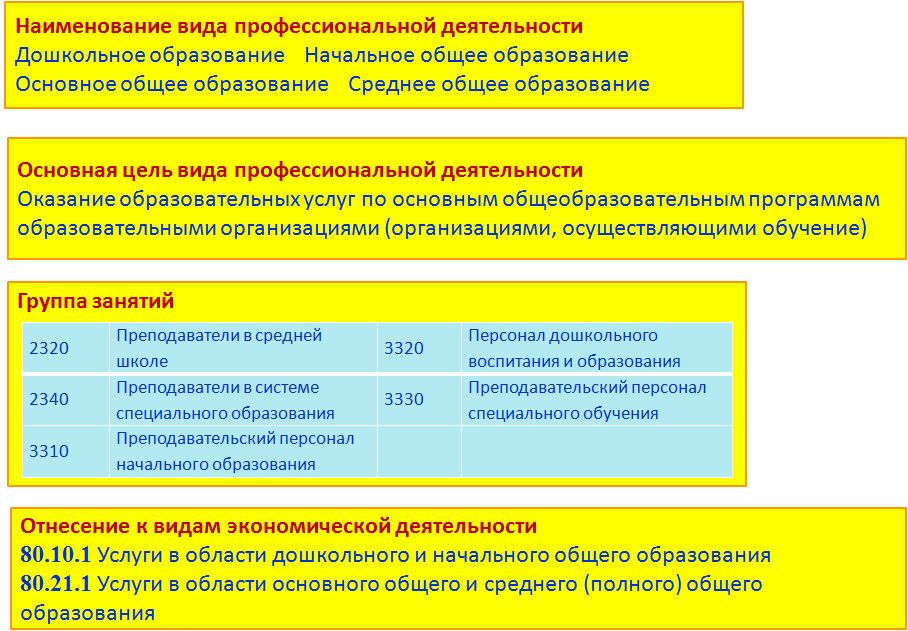 Наименование вида профессиональной деятельности
Дошкольное образование Начальное общее образование
Основное общее образование Среднее общее образование
Основная цель вида профессиональной деятельности
Оказание образовательных услуг по основным общеобразовательным программам
образовательными организациями (организациями, осуществляющими обучение)
Группа занятий
2320 Преподаватели в средней
школе
3320 Персонал дошкольного
воспитания и образования
2340 Преподаватели в системе
специального образования
3330 Преподавательский персонал
специального обучения
3310 Преподавательский персонал
начального образования
Отнесение к видам экономической деятельности
80.10.1 Услуги в области дошкольного и начального общего образования
80.21.1 Услуги в области основного общего и среднего (полного) общего
образования